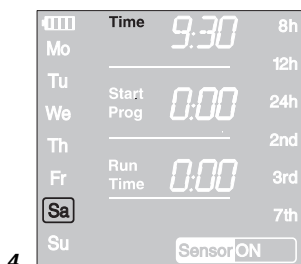 Time 9:30 8h
Mo
12h
Tu
Start
Prog 0:00 24h
We
Th 2nd
Run
Time 0:00
Fr 3rd
Sa
7th
Su
Sensor ON
4